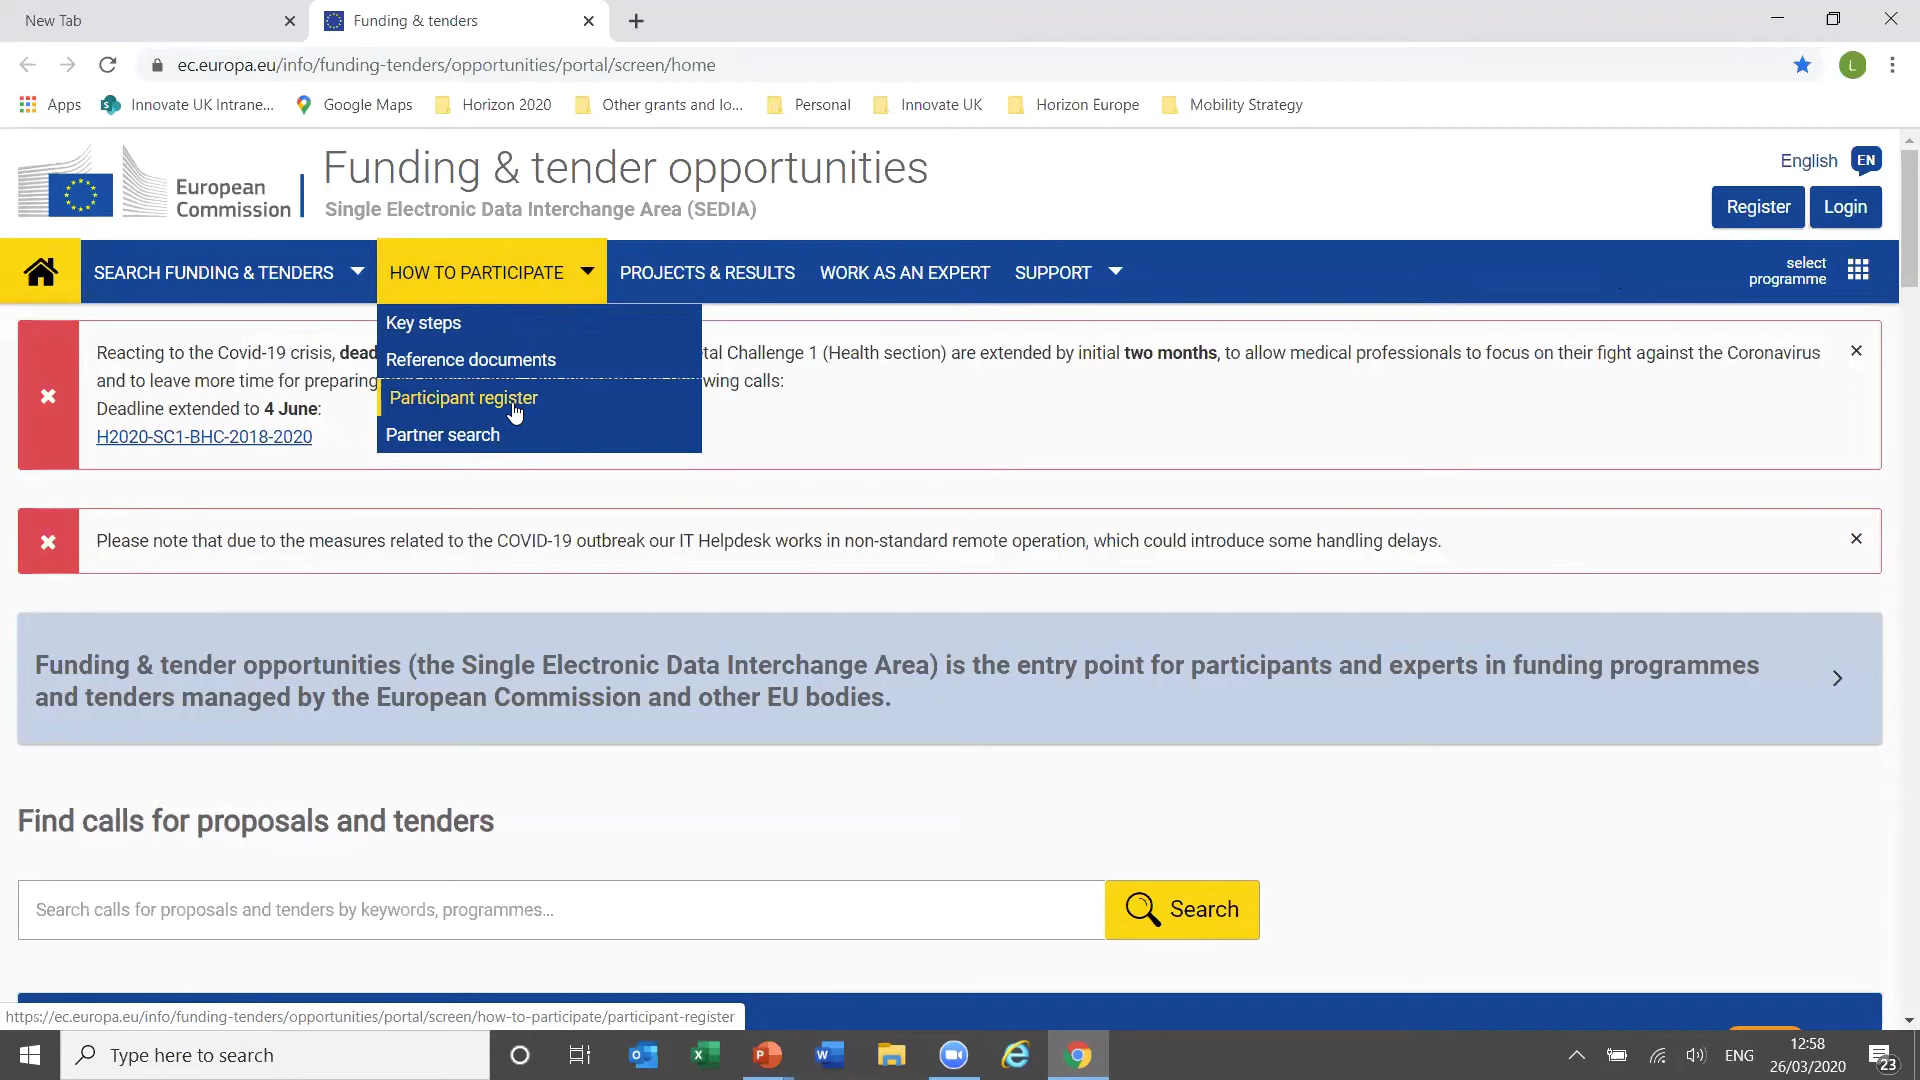 New Tab
Funding & tenders
ec.europa.eu/info/funding-tenders/opportunities/portal/screen/home
L
Apps
Innovate UK Intrane...
Google Maps
Horizon 2020
Other grants and lo...
Personal
Innovate UK
Horizon Europe
Mobility Strategy
European
Commission
Funding & tender opportunities
Single Electronic Data Interchange Area (SEDIA)
English EN
Register
Login
SEARCH FUNDING & TENDERS
HOW TO PARTICIPATE
PROJECTS & RESULTS
WORK AS AN EXPERT
SUPPORT
select
programme
Key steps
Reference documents
Participant register
Partner search
Reacting to the Covid-19 crisis, dead tal Challenge 1 (Health section) are extended by initial two months, to allow medical professionals to focus on their fight against the Coronavirus
and to leave more time for preparing wing calls:
Deadline extended to 4 June:
H2020-SC1-BHC-2018-2020
Please note that due to the measures related to the COVID-19 outbreak our IT Helpdesk works in non-standard remote operation, which could introduce some handling delays.
Funding & tender opportunities (the Single Electronic Data Interchange Area) is the entry point for participants and experts in funding programmes
and tenders managed by the European Commission and other EU bodies.
Find calls for proposals and tenders
Search calls for proposals and tenders by keywords, programmes...
Search
https://ec.europa.eu/info/funding-tenders/opportunities/portal/screen/how-to-participate/participant-register
Type here to search
ENG
12:58
26/03/2020
23